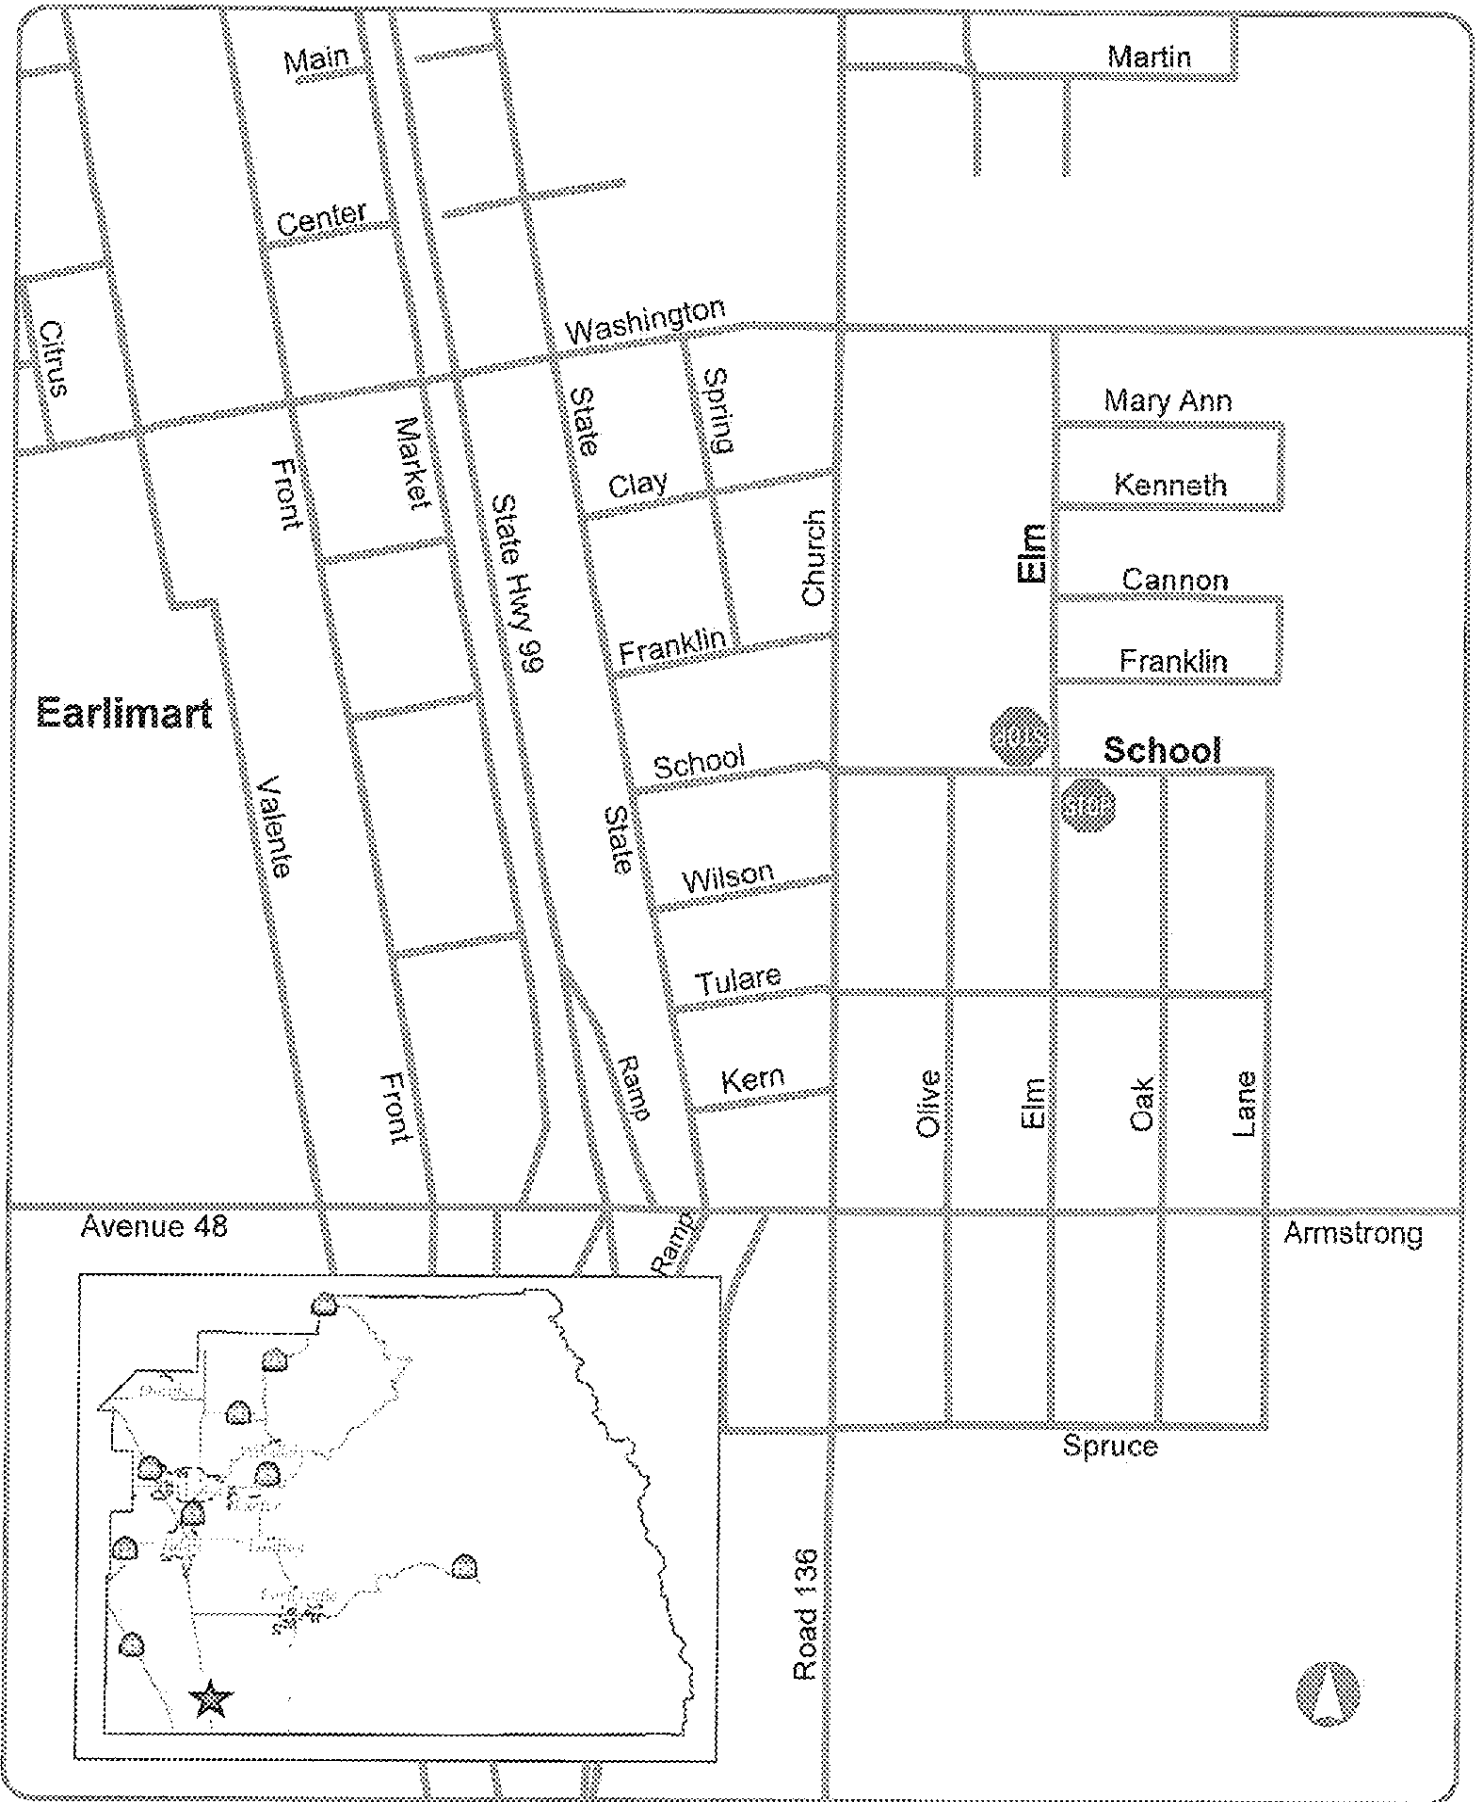 Main
Martin
Center
Washington
Citrus
State
Spring
Mary Ann
Market
Front
Clay
Kenneth
State Hwy 99
Church
Elm
Cannon
Franklin
Franklin
Earlimart
School
School
STOP
Valente
State
Wilson
Tulare
Ramp
Kern
Front
Olive
Elm
Oak
Lane
Avenue 48
Ramp
Armstrong
Spruce
Road 136